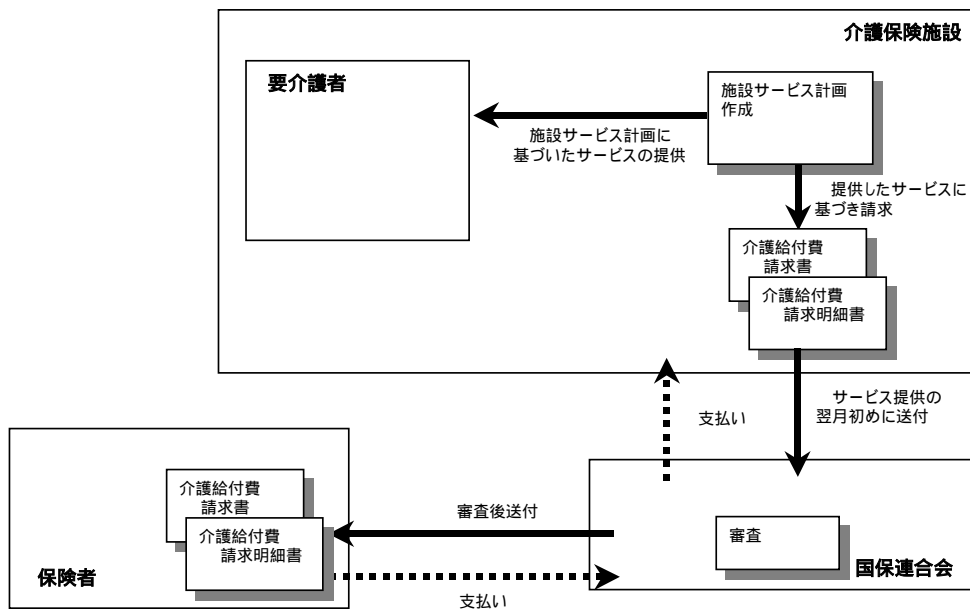 介護保険施設
要介護者
施設サービス計画
作成
施設サービス計画に
基づいたサービスの提供
提供したサービスに
基づき請求
介護給付費
請求書
介護給付費
請求明細書
サービス提供の
翌月初めに送付
支払い
介護給付費
請求書
介護給付費
請求明細書
審査後送付
審査
保険者
国保連合会
支払い